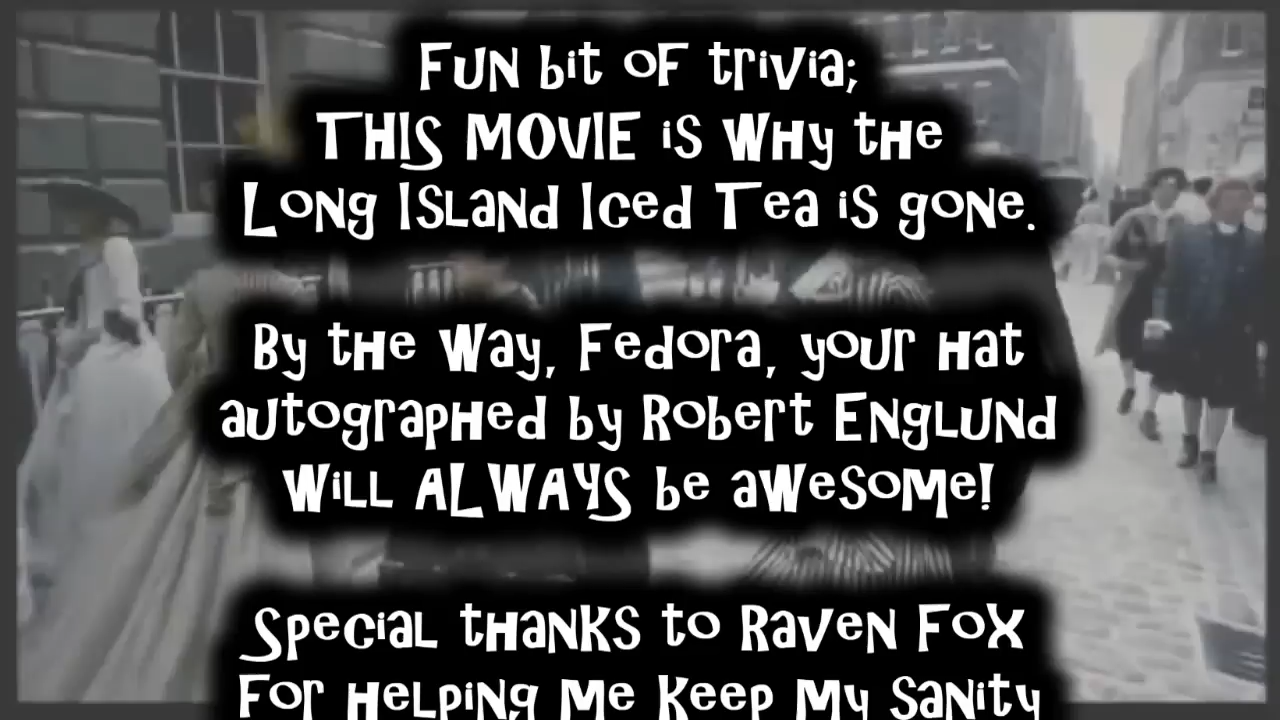 Fun bit of trivia;
THIS MOVIE is why the
Long Island Iced Tea is gone.
By the way, Fedora, your hat
autographed by Robert Englund
will ALWAYS be awesome!
Special thanks to Raven Fox
for helping me keep my sanity